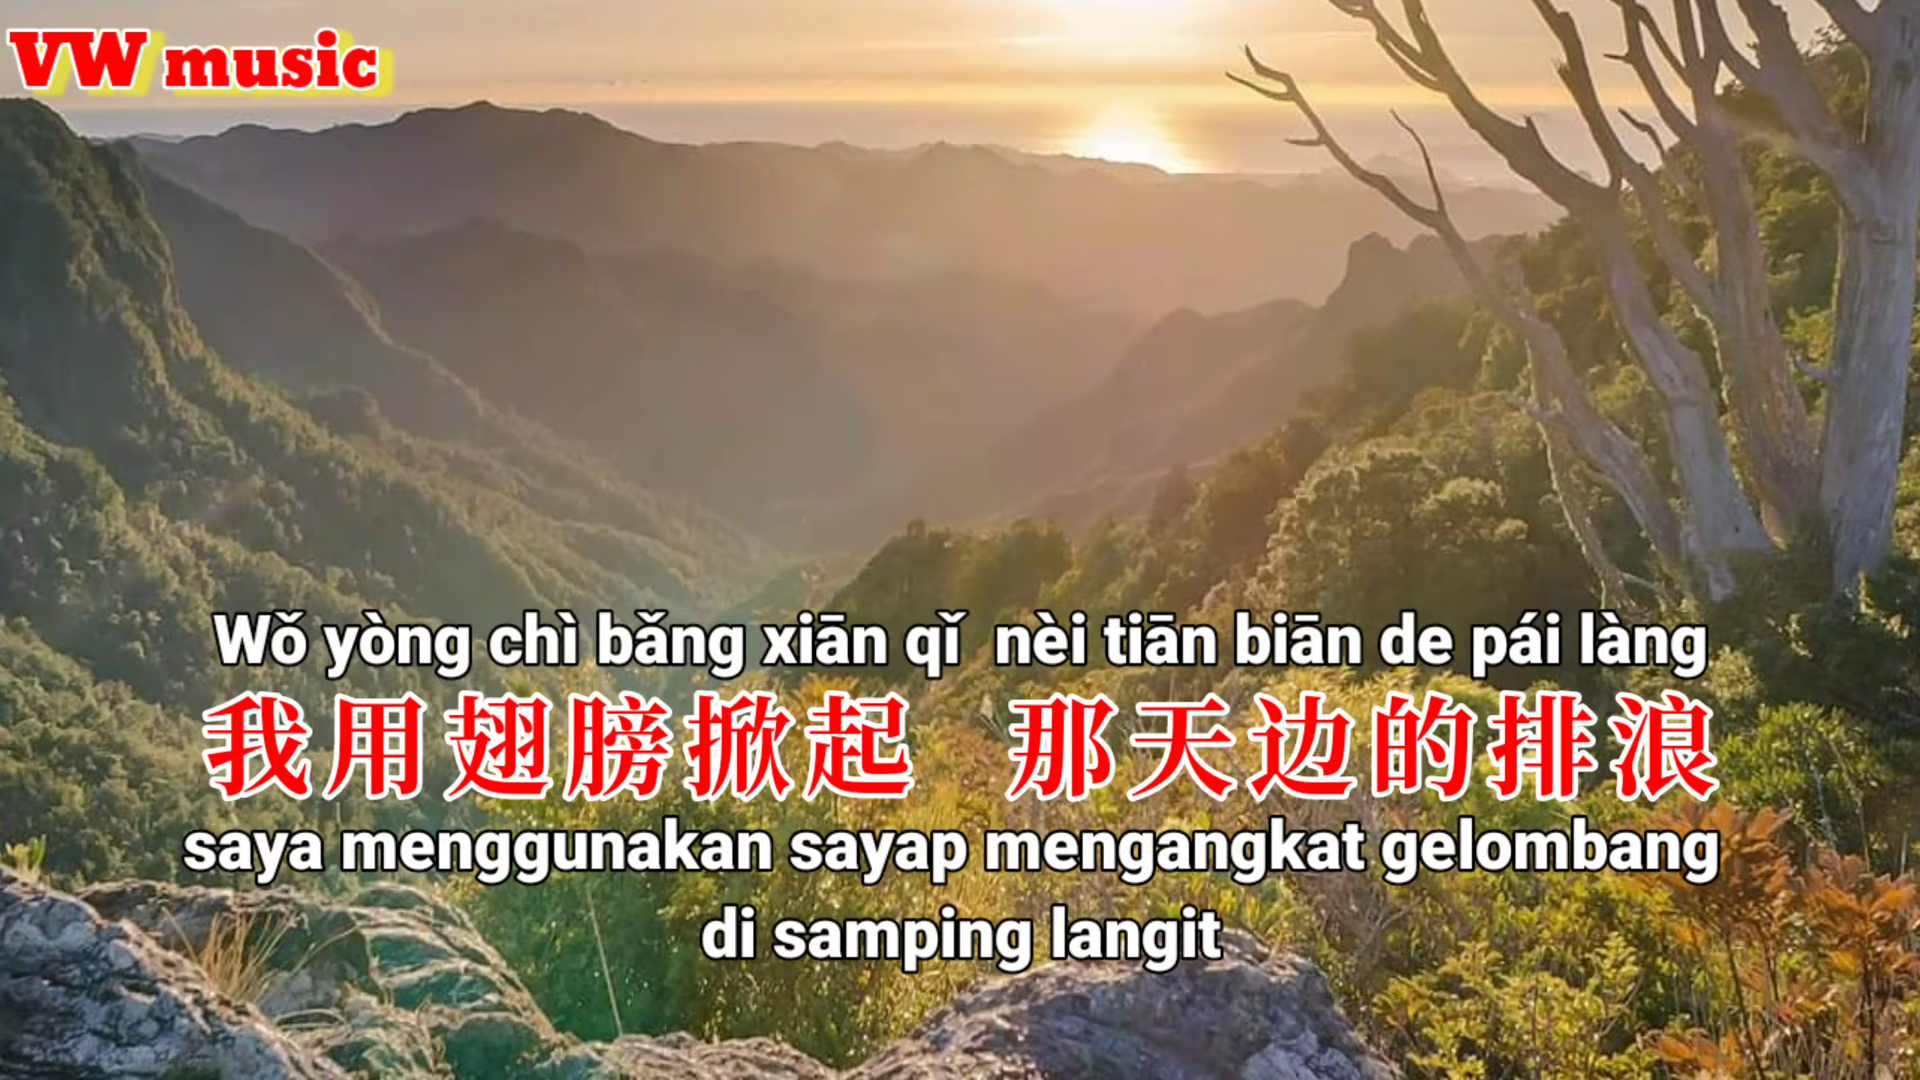 VW music
Wǒ yòng chì bǎng xiān qǐ nèi tiān biān de pái làng
我用翅膀掀起 那天边的排浪
saya menggunakan sayap mengangkat gelombang
di samping langit